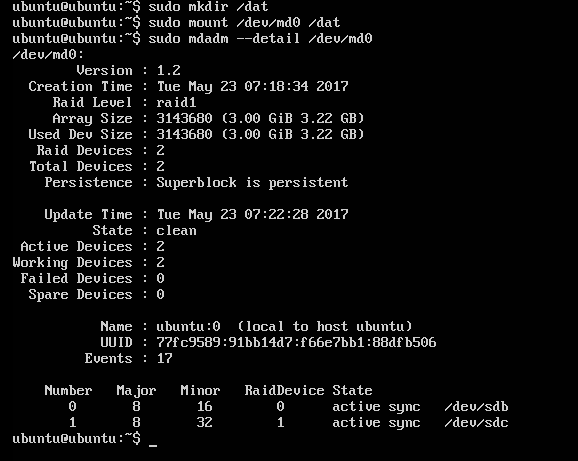 ubuntu@ubuntu:~$ sudo mkdir /dat
ubuntu@ubuntu:~$ sudo mount /dev/md0 /dat
ubuntu@ubuntu:~$ sudo mdadm --detail /dev/md0
/dev/md0:
        Version : 1.2
  Creation Time : Tue May 23 07:18:34 2017
     Raid Level : raid1
     Array Size : 3143680 (3.00 GiB 3.22 GB)
  Used Dev Size : 3143680 (3.00 GiB 3.22 GB)
   Raid Devices : 2
  Total Devices : 2
    Persistence : Superblock is persistent

    Update Time : Tue May 23 07:22:28 2017
          State : clean
 Active Devices : 2
Working Devices : 2
 Failed Devices : 0
  Spare Devices : 0

           Name : ubuntu:0  (local to host ubuntu)
           UUID : 77fc9589:91bb14d7:f66e7bb1:88dfb506
         Events : 17

    Number   Major   Minor   RaidDevice State
       0       8       16        0      active sync   /dev/sdb
       1       8       32        1      active sync   /dev/sdc
ubuntu@ubuntu:~$ _